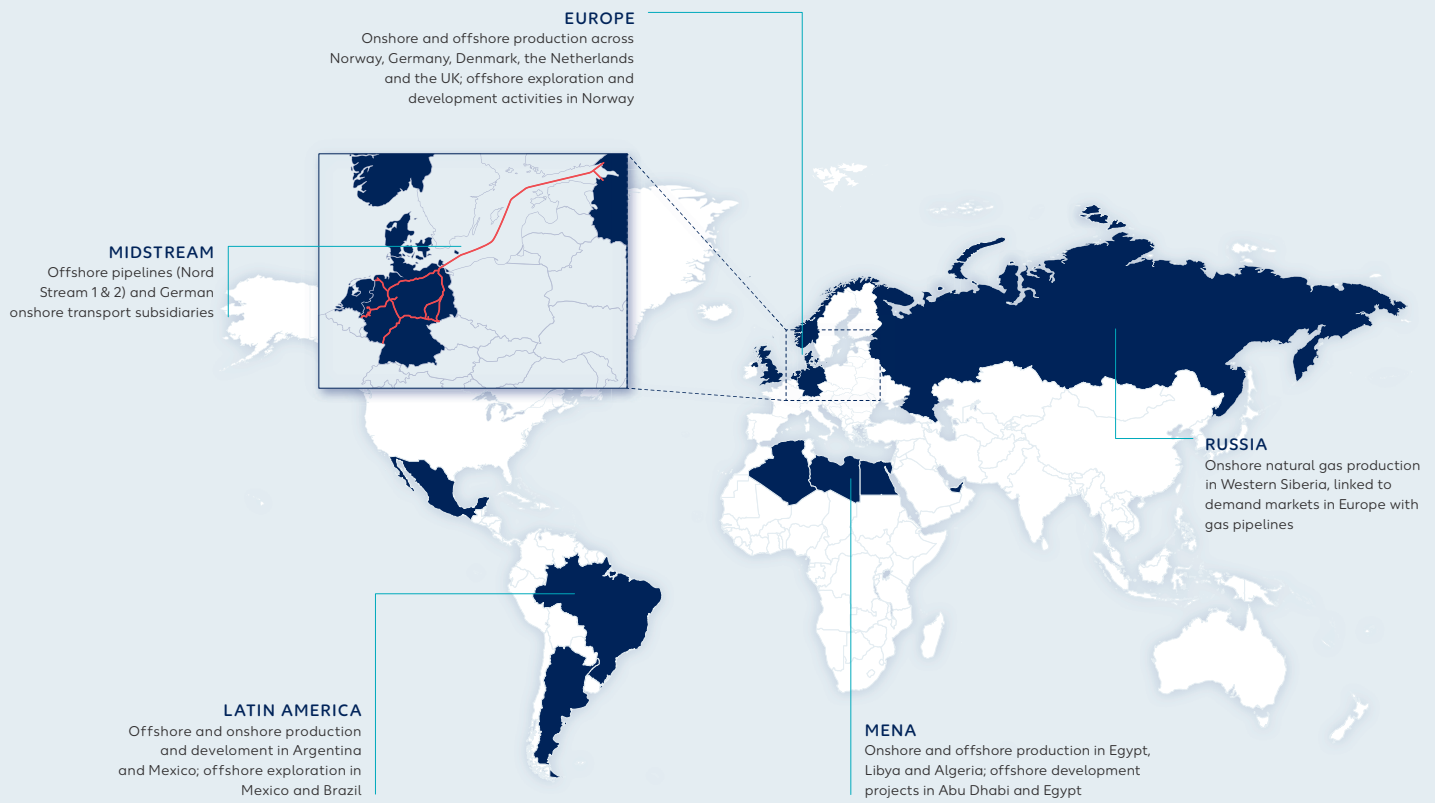 EUROPE
Onshore and offshore production across
Norway, Germany, Denmark, the Netherlands
and the UK; offshore exploration and
development activities in Norway
MIDSTREAM
Offshore pipelines (Nord
Stream 1 & 2) and German
onshore transport subsidiaries
RUSSIA
Onshore natural gas production
in Western Siberia, linked to
demand markets in Europe with
gas pipelines
LATIN AMERICA
Offshore and onshore production
and develoment in Argentina
and Mexico; offshore exploration in
Mexico and Brazil
MENA
Onshore and offshore production in Egypt,
Libya and Algeria; offshore development
projects in Abu Dhabi and Egypt